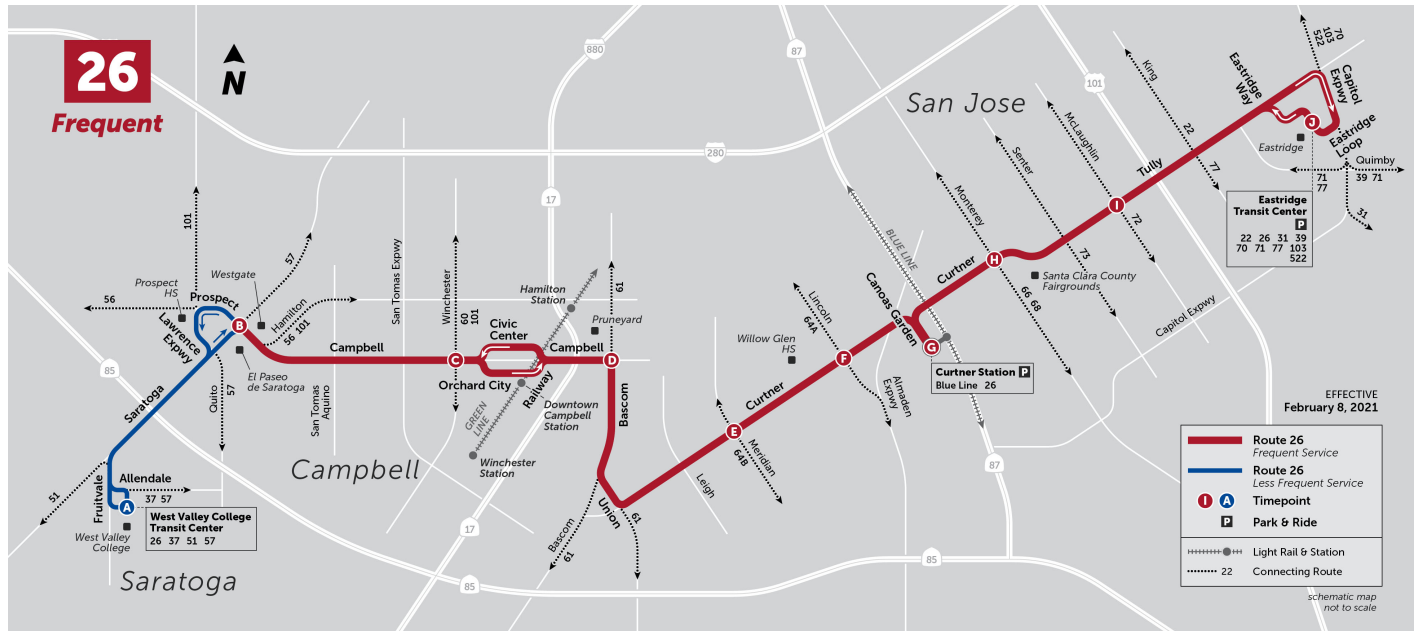 26
Frequent
N
880
87
280
17
101
San Jose
King
22
77
McLaughlin
72
Senter
73
Monterey
66 68
70
103
522
Capitol
Expwy
Eastridge
Way
Eastridge
Loop
Eastridge
J
Quimby
39 71
71
77
31
Eastridge
Transit Center
P
22 26 31 39
70 71 77 103
522
Tully
I
H
Santa Clara County
Fairgrounds
Capitol Expwy
BLUE LINE
Curtner
Canoas Garden
G
Curtner Station P
Blue Line 26
Lincoln
64A
Almaden
Expwy
Willow Glen
HS
F
Curtner
E
Meridian
64B
Leigh
87
85
101
57
56
Prospect
HS
Westgate
Prospect
Lawrence
Expwy
B
Hamilton
56 101
El Paseo
de Saratoga
Quito
57
Saratoga
85
San Tomas Expwy
San Tomas
Aquino
Campbell
Winchester
60
101
C
Civic
Center
Orchard City
Railway
Hamilton
Station
Campbell
Pruneyard
61
D
Bascom
GREEN
LINE
Downtown
Campbell
Station
Winchester
Station
Campbell
Union
61
Bascom
61
17
85
51
Fruitvale
Allendale
37 57
A
West Valley
College
West Valley College
Transit Center
26 37 51 57
Saratoga
EFFECTIVE
February 8, 2021
Route 26
Frequent Service
Route 26
Less Frequent Service
I A Timepoint
P Park & Ride
Light Rail & Station
22 Connecting Route
schematic map
not to scale